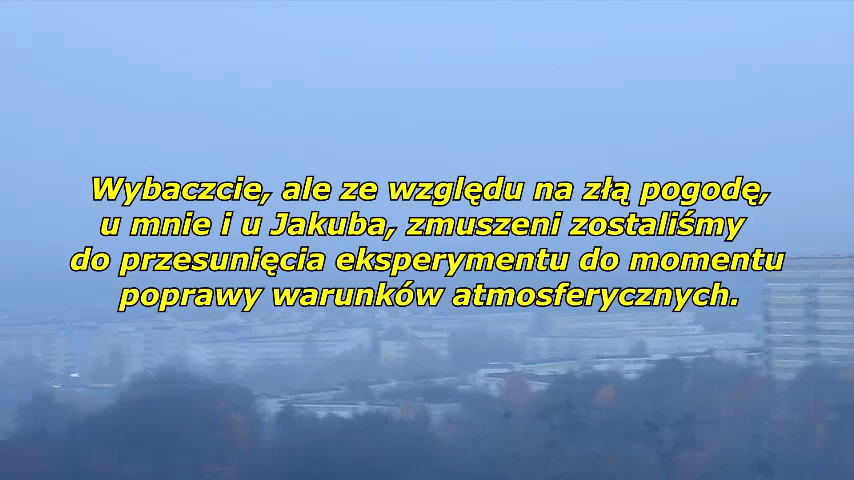 Wybaczcie, ale ze względu na złą pogodę,
u mnie i u Jakuba, zmuszeni zostaliśmy
do przesunięcia eksperymentu do momentu
poprawy warunków atmosferycznych.